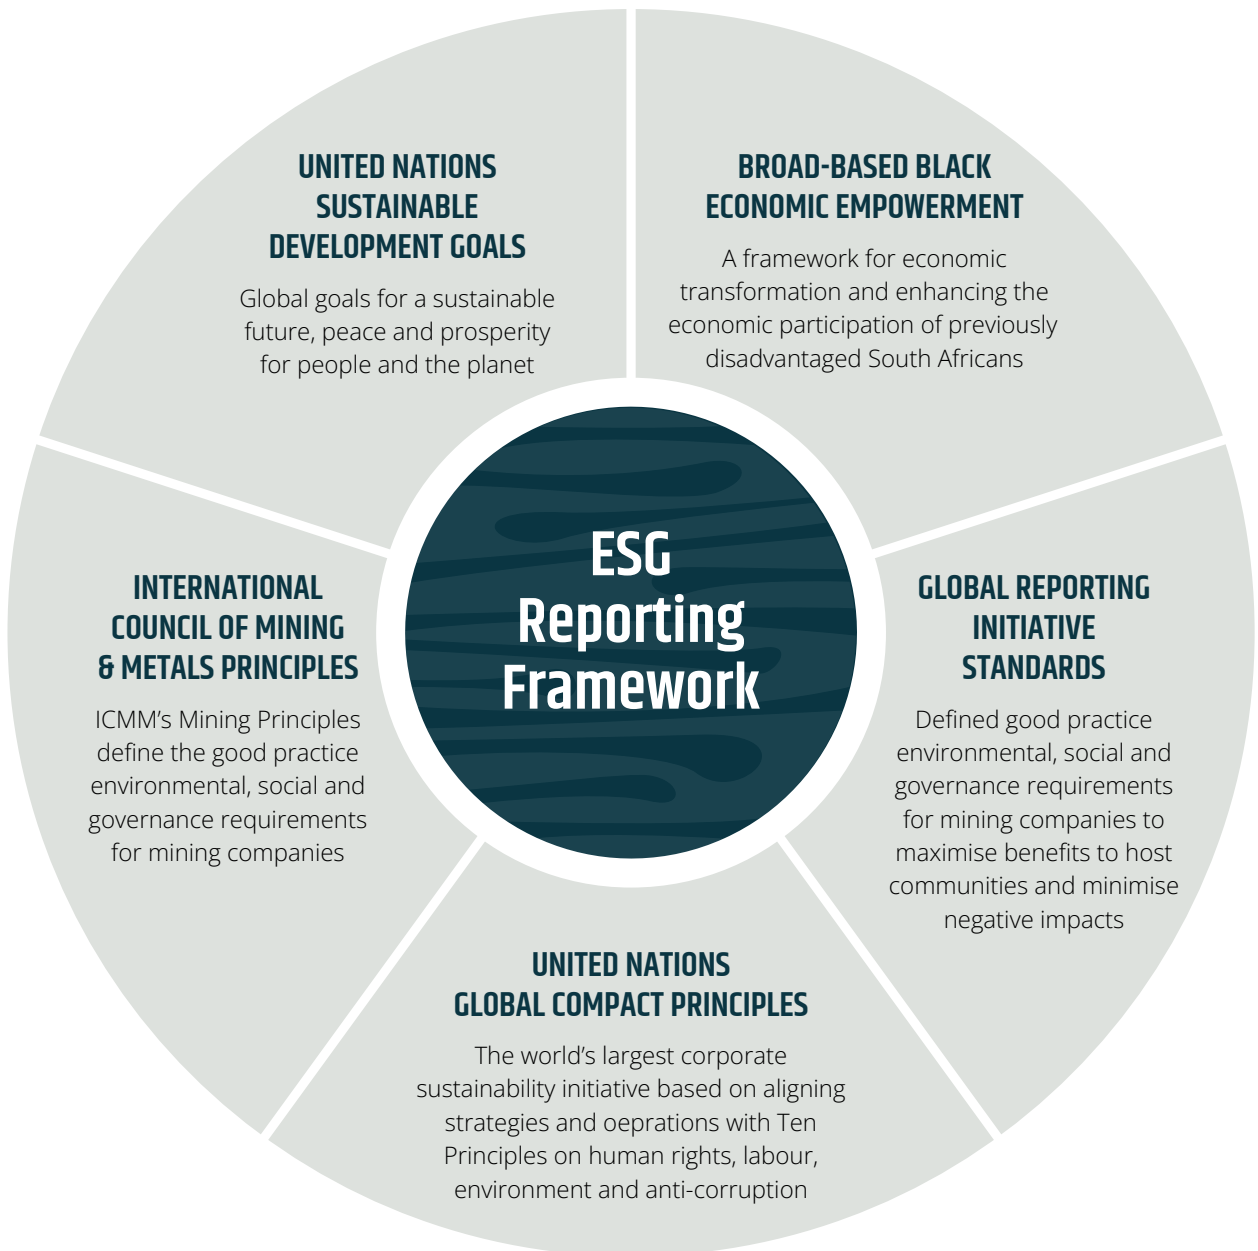 UNITED NATIONS
SUSTAINABLE
DEVELOPMENT GOALS
Global goals for a sustainable
future, peace and prosperity
for people and the planet
BROAD-BASED BLACK
ECONOMIC EMPOWERMENT
A framework for economic
transformation and enhancing the
economic participation of previously
disadvantaged South Africans
ESG
Reporting
Framework
INTERNATIONAL
COUNCIL OF MINING
& METALS PRINCIPLES
ICMM’s Mining Principles
define the good practice
environmental, social and
governance requirements
for mining companies
GLOBAL REPORTING
INITIATIVE
STANDARDS
Defined good practice
environmental, social and
governance requirements
for mining companies to
maximise benefits to host
communities and minimise
negative impacts
UNITED NATIONS
GLOBAL COMPACT PRINCIPLES
The world’s largest corporate
sustainability initiative based on aligning
strategies and oeprations with Ten
Principles on human rights, labour,
environment and anti-corruption